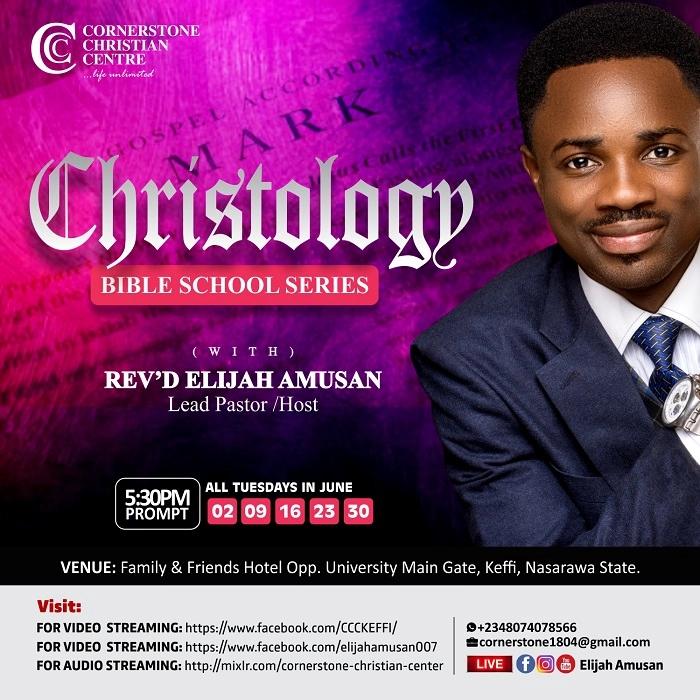 CORNERSTONE
CHRISTIAN
CENTRE
...life unlimited
GOSPEL ACCORDING
MARK
Christology
BIBLE SCHOOL SERIES
(WITH)
REV'D ELIJAH AMUSAN
Lead Pastor /Host
5:30PM
PROMPT
ALL TUESDAYS IN JUNE
02 09 16 23 30
VENUE: Family & Friends Hotel Opp. University Main Gate, Keffi, Nasarawa State.
Visit:
FOR VIDEO STREAMING: https://www.facebook.com/CCCKEFFI/
FOR VIDEO STREAMING: https://www.facebook.com/elijahamusan007
FOR AUDIO STREAMING: http://mixlr.com/cornerstone-christian-center
+2348074078566
cornerstone1804@gmail.com
LIVE Elijah Amusan